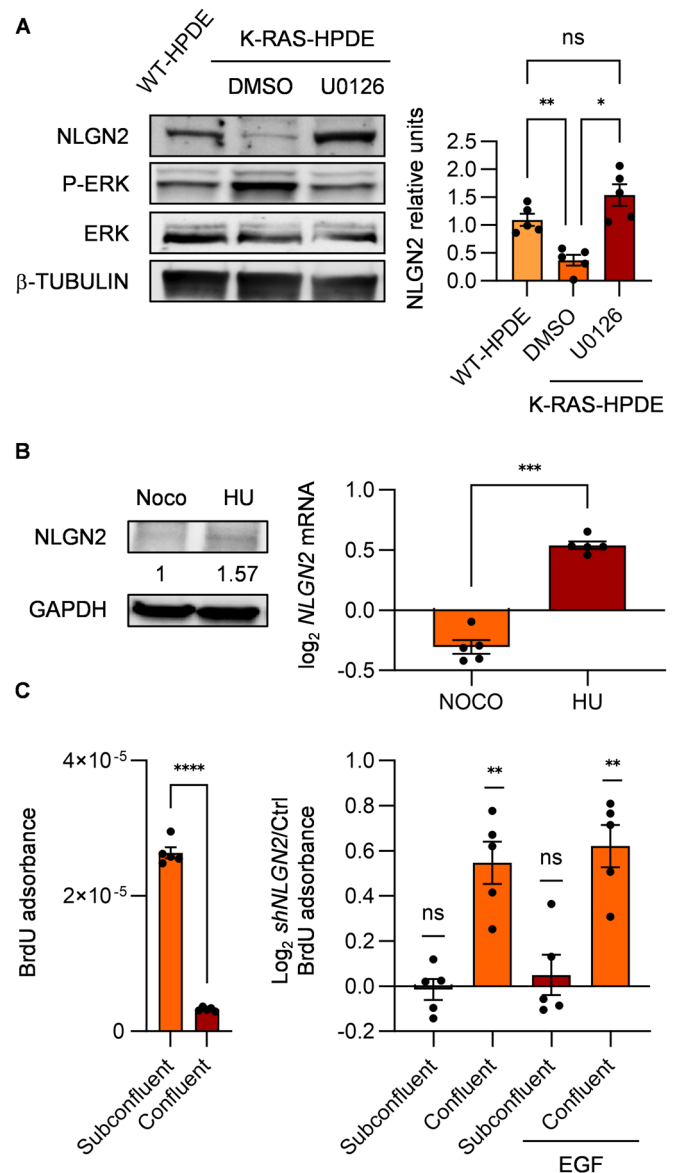 A
WT-HPDE
K-RAS-HPDE
DMSO
U0126
NLGN2
P-ERK
ERK
β-TUBULIN
ns
**
*
NLGN2 relative units
2.5
2.0
1.5
1.0
0.5
0.0
WT-HPDE
DMSO
U0126
K-RAS-HPDE
B
Noco
HU
NLGN2
1
1.57
GAPDH
***
log2 NLGN2 mRNA
1.0
0.5
0.0
-0.5
NOCO
HU
C
****
BrdU adsorbance
4×10-5
2×10-5
0
Subconfluent
Confluent
Log2 shNLGN2/Ctrl
BrdU adsorbance
1.0
0.8
0.6
0.4
0.2
0.0
-0.2
ns
**
ns
**
Subconfluent
Confluent
Subconfluent
Confluent
EGF